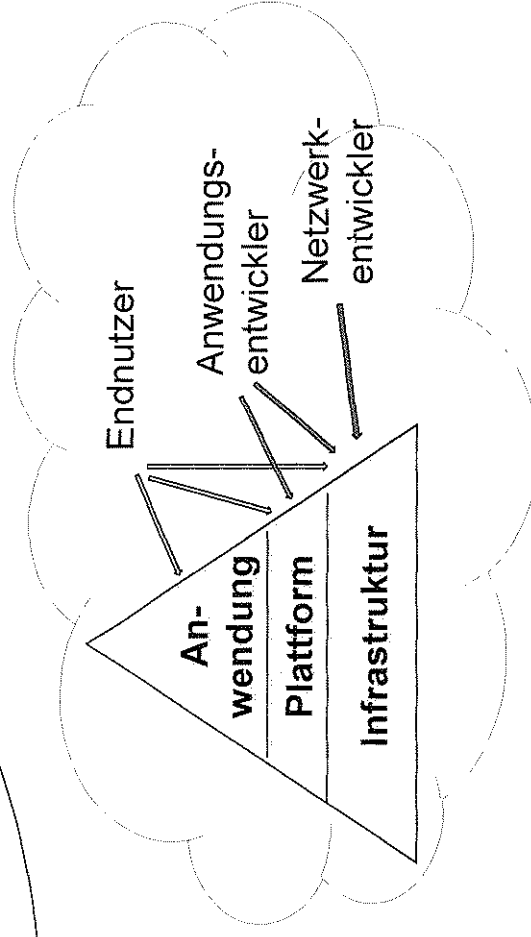 Endnutzer
Anwendungs-
entwickler
Netzwerk-
entwickler
An-
wendung
Plattform
Infrastruktur